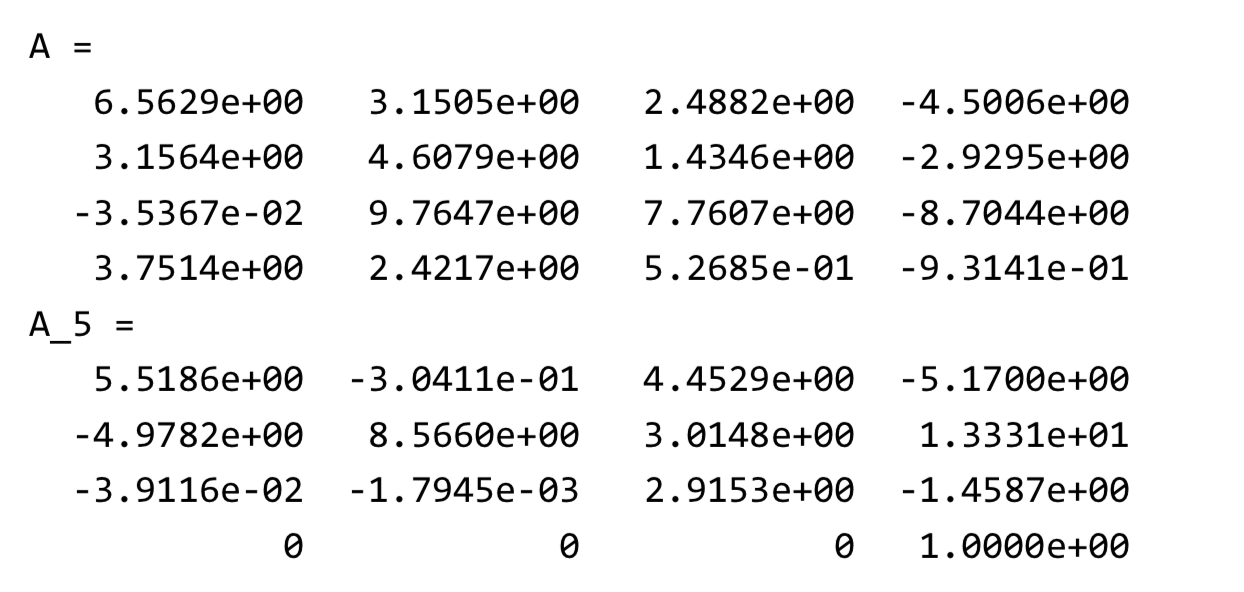 A =
6.5629e+00 3.1505e+00 2.4882e+00 -4.5006e+00
3.1564e+00 4.6079e+00 1.4346e+00 -2.9295e+00
-3.5367e-02 9.7647e+00 7.7607e+00 -8.7044e+00
3.7514e+00 2.4217e+00 5.2685e-01 -9.3141e-01
A_5 =
5.5186e+00 -3.0411e-01 4.4529e+00 -5.1700e+00
-4.9782e+00 8.5660e+00 3.0148e+00 1.3331e+01
-3.9116e-02 -1.7945e-03 2.9153e+00 -1.4587e+00
0 0 0 1.0000e+00